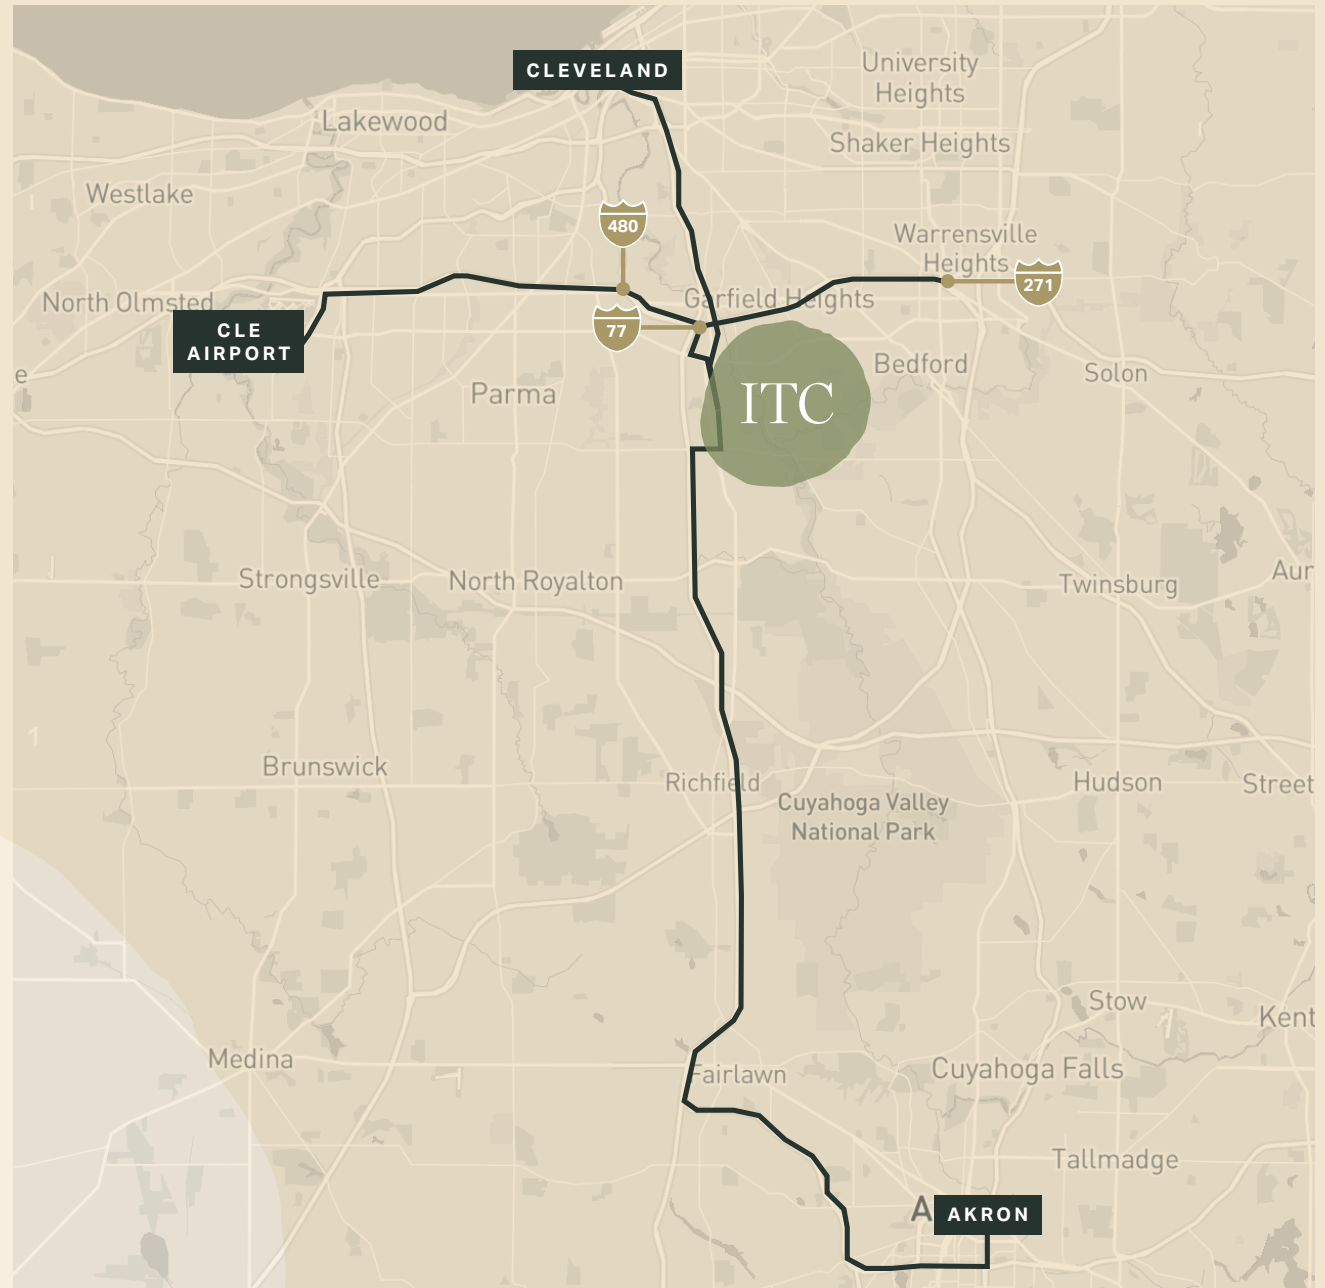 CLEVELAND
University
Heights
Lakewood
Shaker Heights
Westlake
480
Warrensville
Heights
271
North Olmsted
Garfield Heights
CLE
AIRPORT
77
Bedford
Solon
e
Parma
ITC
Strongsville
North Royalton
Twinsburg
Aur
Brunswick
Richfield
Hudson
Street
Cuyahoga Valley
National Park
Stow
Kent
Medina
Fairlawn
Cuyahoga Falls
Tallmadge
A
AKRON